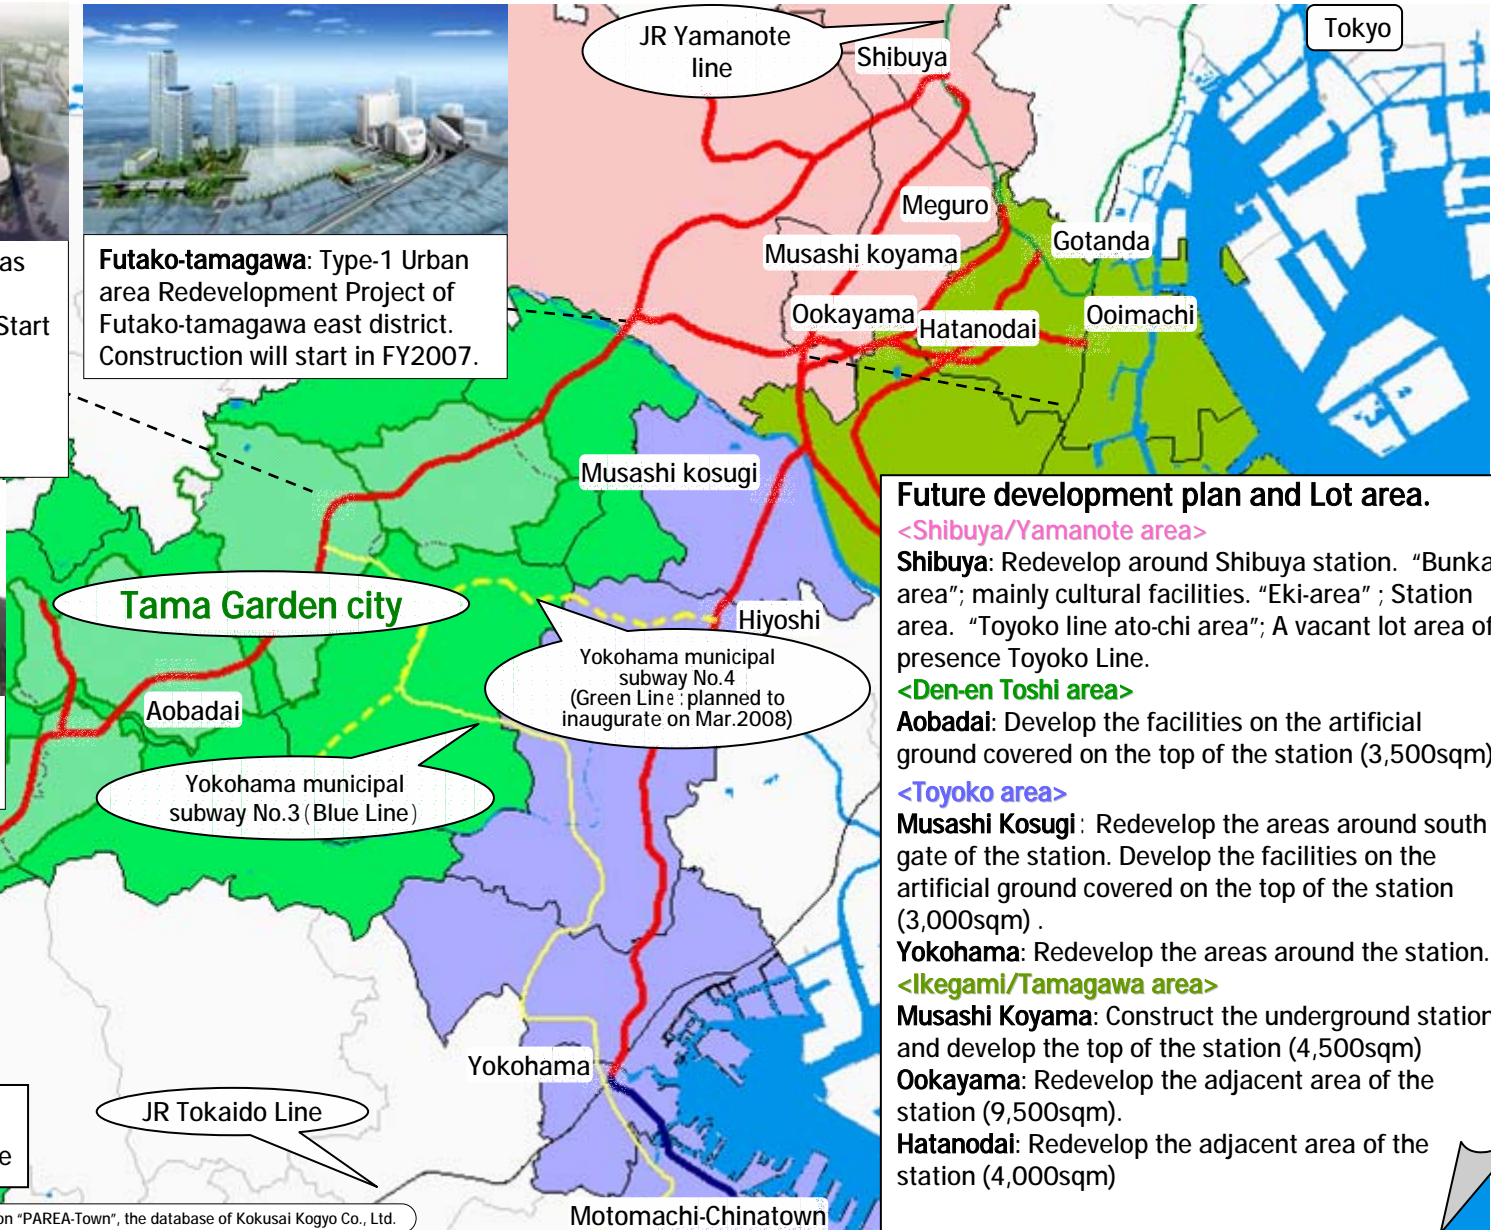 JR Yamanote
line
Shibuya
Tokyo
Meguro
Gotanda
Musashi koyama
Ookayama
Hatanodai
Ooimachi
as
Start
Futako-tamagawa: Type-1 Urban
area Redevelopment Project of
Futako-tamagawa east district.
Construction will start in FY2007.
Musashi kosugi
Tama Garden city
Hiyoshi
Yokohama municipal
subway No.4
(Green Line : planned to
inaugurate on Mar.2008)
Aobadai
Yokohama municipal
subway No.3 (Blue Line)
Yokohama
JR Tokaido Line
e
on "PAREA-Town", the database of Kokusai Kogyo Co., Ltd.
Motomachi-Chinatown
Future development plan and Lot area.
<Shibuya/Yamanote area>
Shibuya: Redevelop around Shibuya station. "Bunka
area"; mainly cultural facilities. "Eki-area" ; Station
area. "Toyoko line ato-chi area"; A vacant lot area of
presence Toyoko Line.
<Den-en Toshi area>
Aobadai: Develop the facilities on the artificial
ground covered on the top of the station (3,500sqm)
<Toyoko area>
Musashi Kosugi : Redevelop the areas around south
gate of the station. Develop the facilities on the
artificial ground covered on the top of the station
(3,000sqm) .
Yokohama: Redevelop the areas around the station.
<Ikegami/Tamagawa area>
Musashi Koyama: Construct the underground station
and develop the top of the station (4,500sqm)
Ookayama: Redevelop the adjacent area of the
station (9,500sqm).
Hatanodai: Redevelop the adjacent area of the
station (4,000sqm)